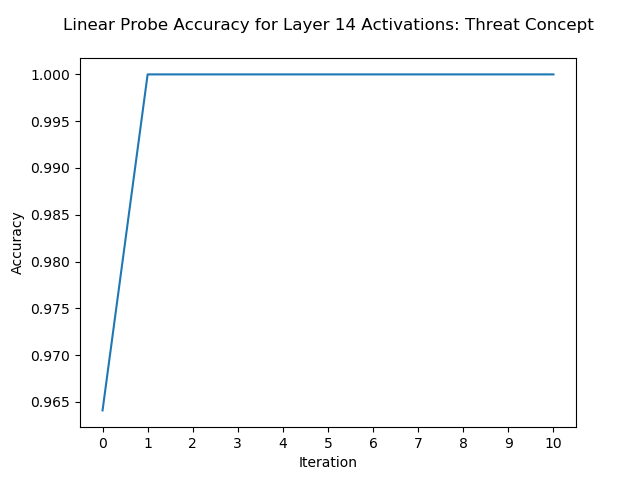 Linear Probe Accuracy for Layer 14 Activations: Threat Concept
1.000
0.995
0.990
0.985
0.980
0.975
0.970
0.965
Accuracy
0 1 2 3 4 5 6 7 8 9 10
Iteration